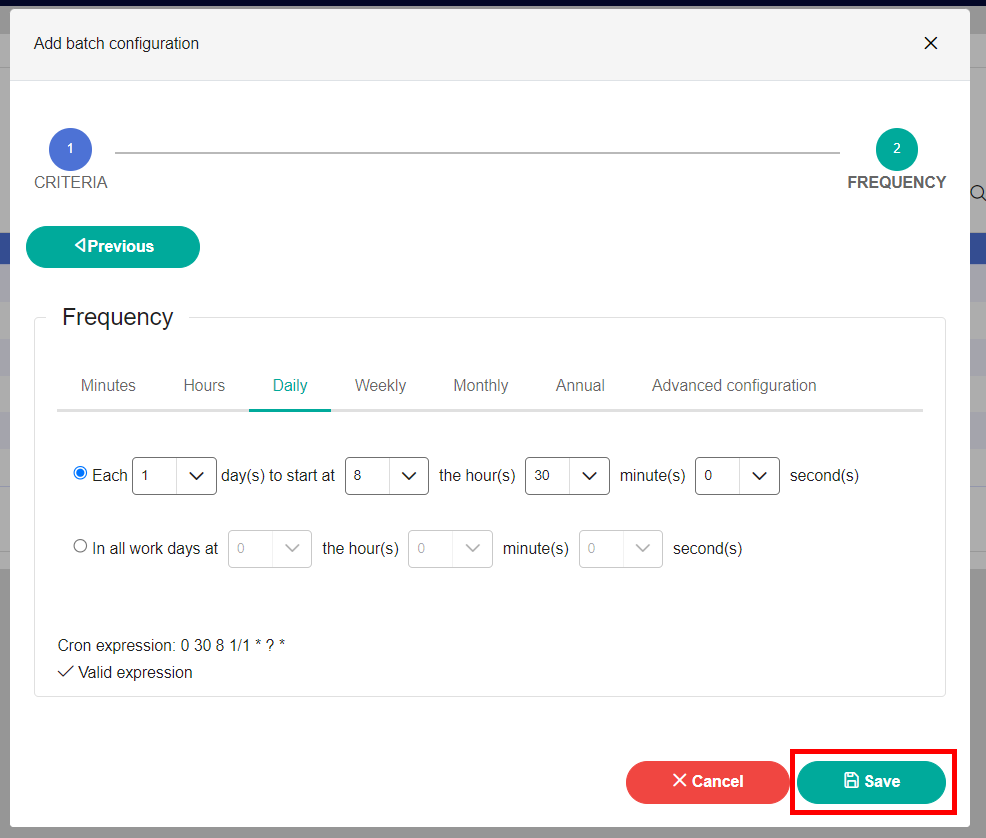 Add batch configuration
1
2
CRITERIA
FREQUENCY
Previous
Frequency
Minutes Hours Daily Weekly Monthly Annual Advanced configuration
Each 1 day(s) to start at 8 the hour(s) 30 minute(s) 0 second(s)
In all work days at 0 the hour(s) 0 minute(s) 0 second(s)
Cron expression: 0 30 8 1/1 * ? *
Valid expression
Cancel Save